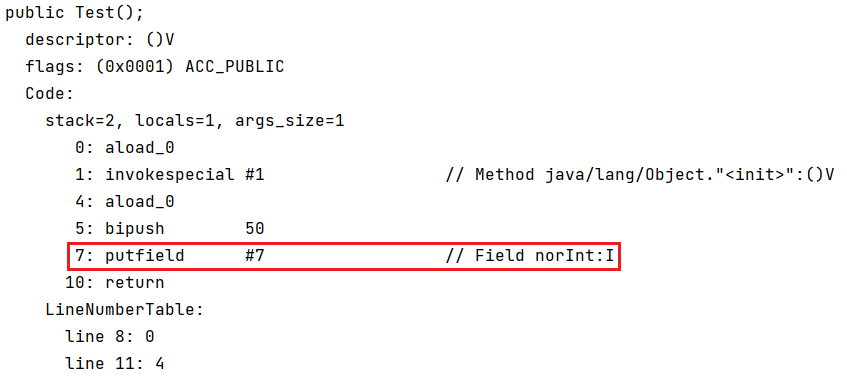 public Test();
  descriptor: ()V
  flags: (0x0001) ACC_PUBLIC
  Code:
    stack=2, locals=1, args_size=1
       0: aload_0
       1: invokespecial #1                  // Method java/lang/Object."<init>":()V
       4: aload_0
       5: bipush        50
       7: putfield      #7                  // Field norInt:I
      10: return
    LineNumberTable:
      line 8: 0
      line 11: 4